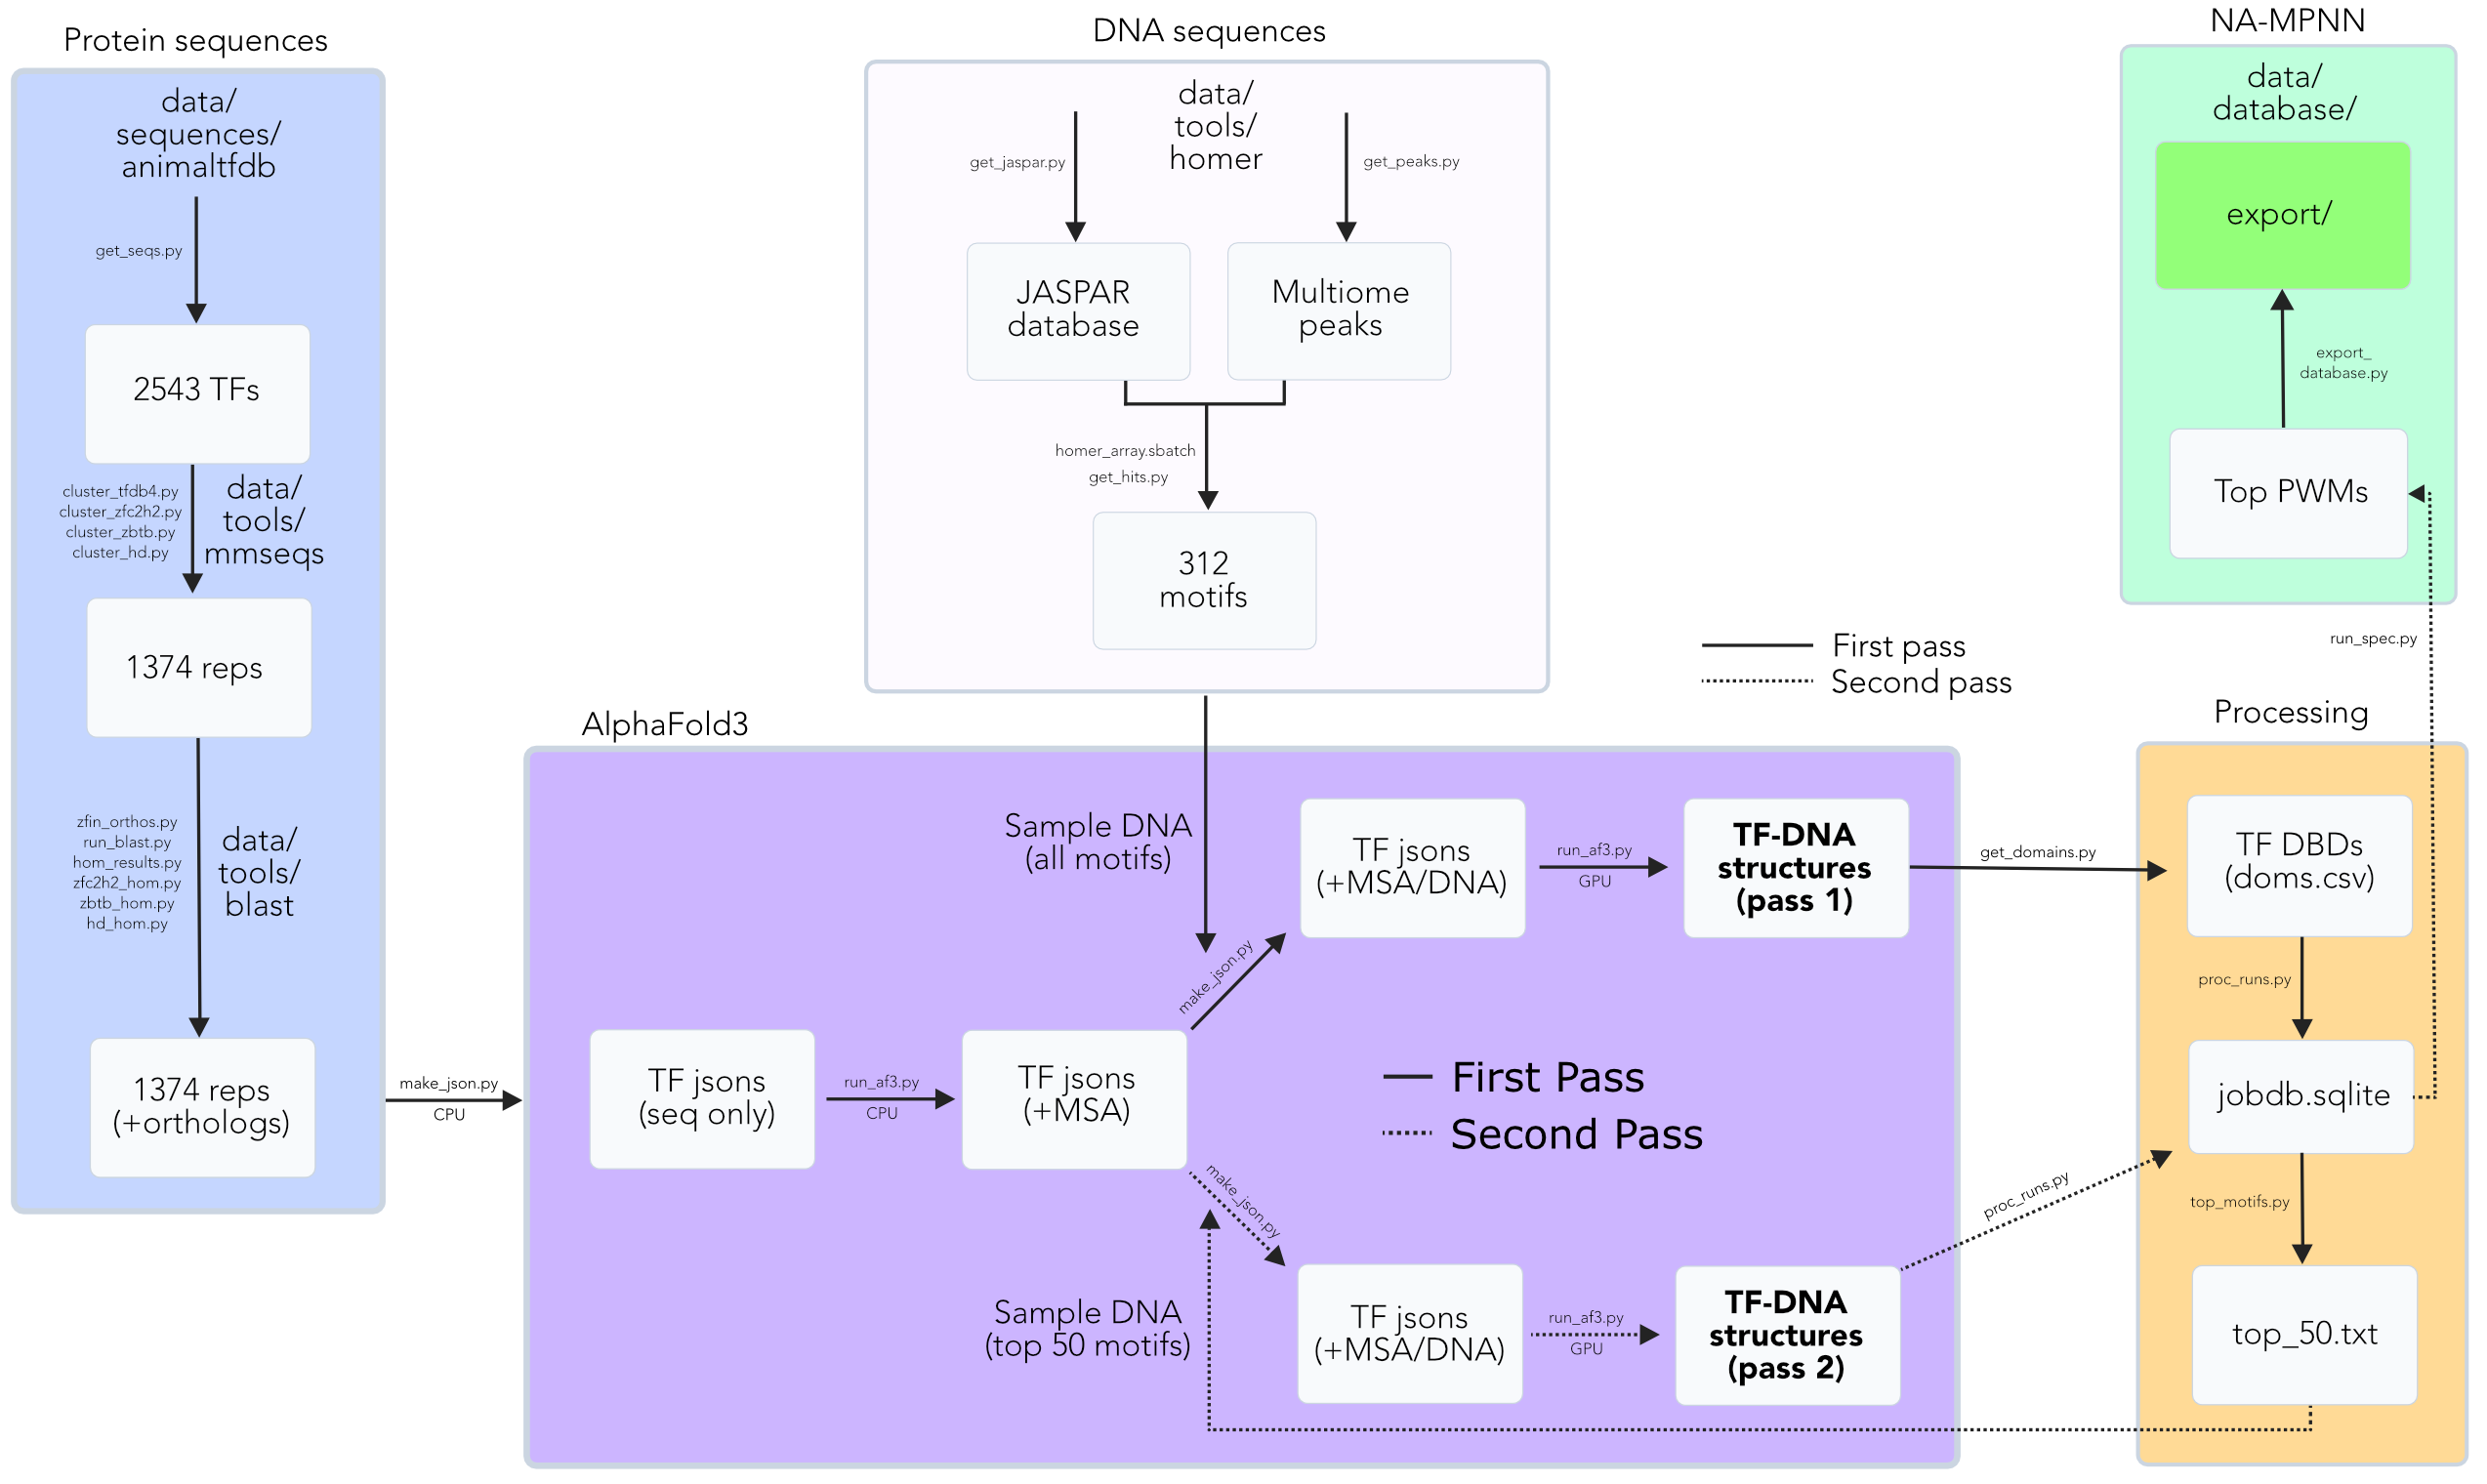 Protein sequences
data/
sequences/
animaltfdb
get_seqs.py
2543 TFs
cluster_tfdb4.py
cluster_zfc2h2.py
cluster_zbtb.py
cluster_hd.py
data/
tools/
mmseqs
1374 reps
zfin_orthos.py
run_blast.py
hom_results.py
zfc2h2_hom.py
zbtb_hom.py
hd_hom.py
data/
tools/
blast
1374 reps
(+orthologs)
make_json.py
CPU
DNA sequences
data/
tools/
homer
get_jaspar.py
get_peaks.py
JASPAR
database
Multiome
peaks
homer_array.sbatch
get_hits.py
312
motifs
First pass
Second pass
AlphaFold3
Sample DNA
(all motifs)
TF jsons
(seq only)
run_af3.py
CPU
TF jsons
(+MSA)
make_json.py
TF jsons
(+MSA/DNA)
run_af3.py
GPU
TF-DNA
structures
(pass 1)
First Pass
Second Pass
make_json.py
Sample DNA
(top 50 motifs)
TF jsons
(+MSA/DNA)
run_af3.py
GPU
TF-DNA
structures
(pass 2)
get_domains.py
proc_runs.py
Processing
TF DBDs
(doms.csv)
proc_runs.py
jobdb.sqlite
top_motifs.py
top_50.txt
run_spec.py
NA-MPNN
data/
database/
export/
export_
database.py
Top PWMs